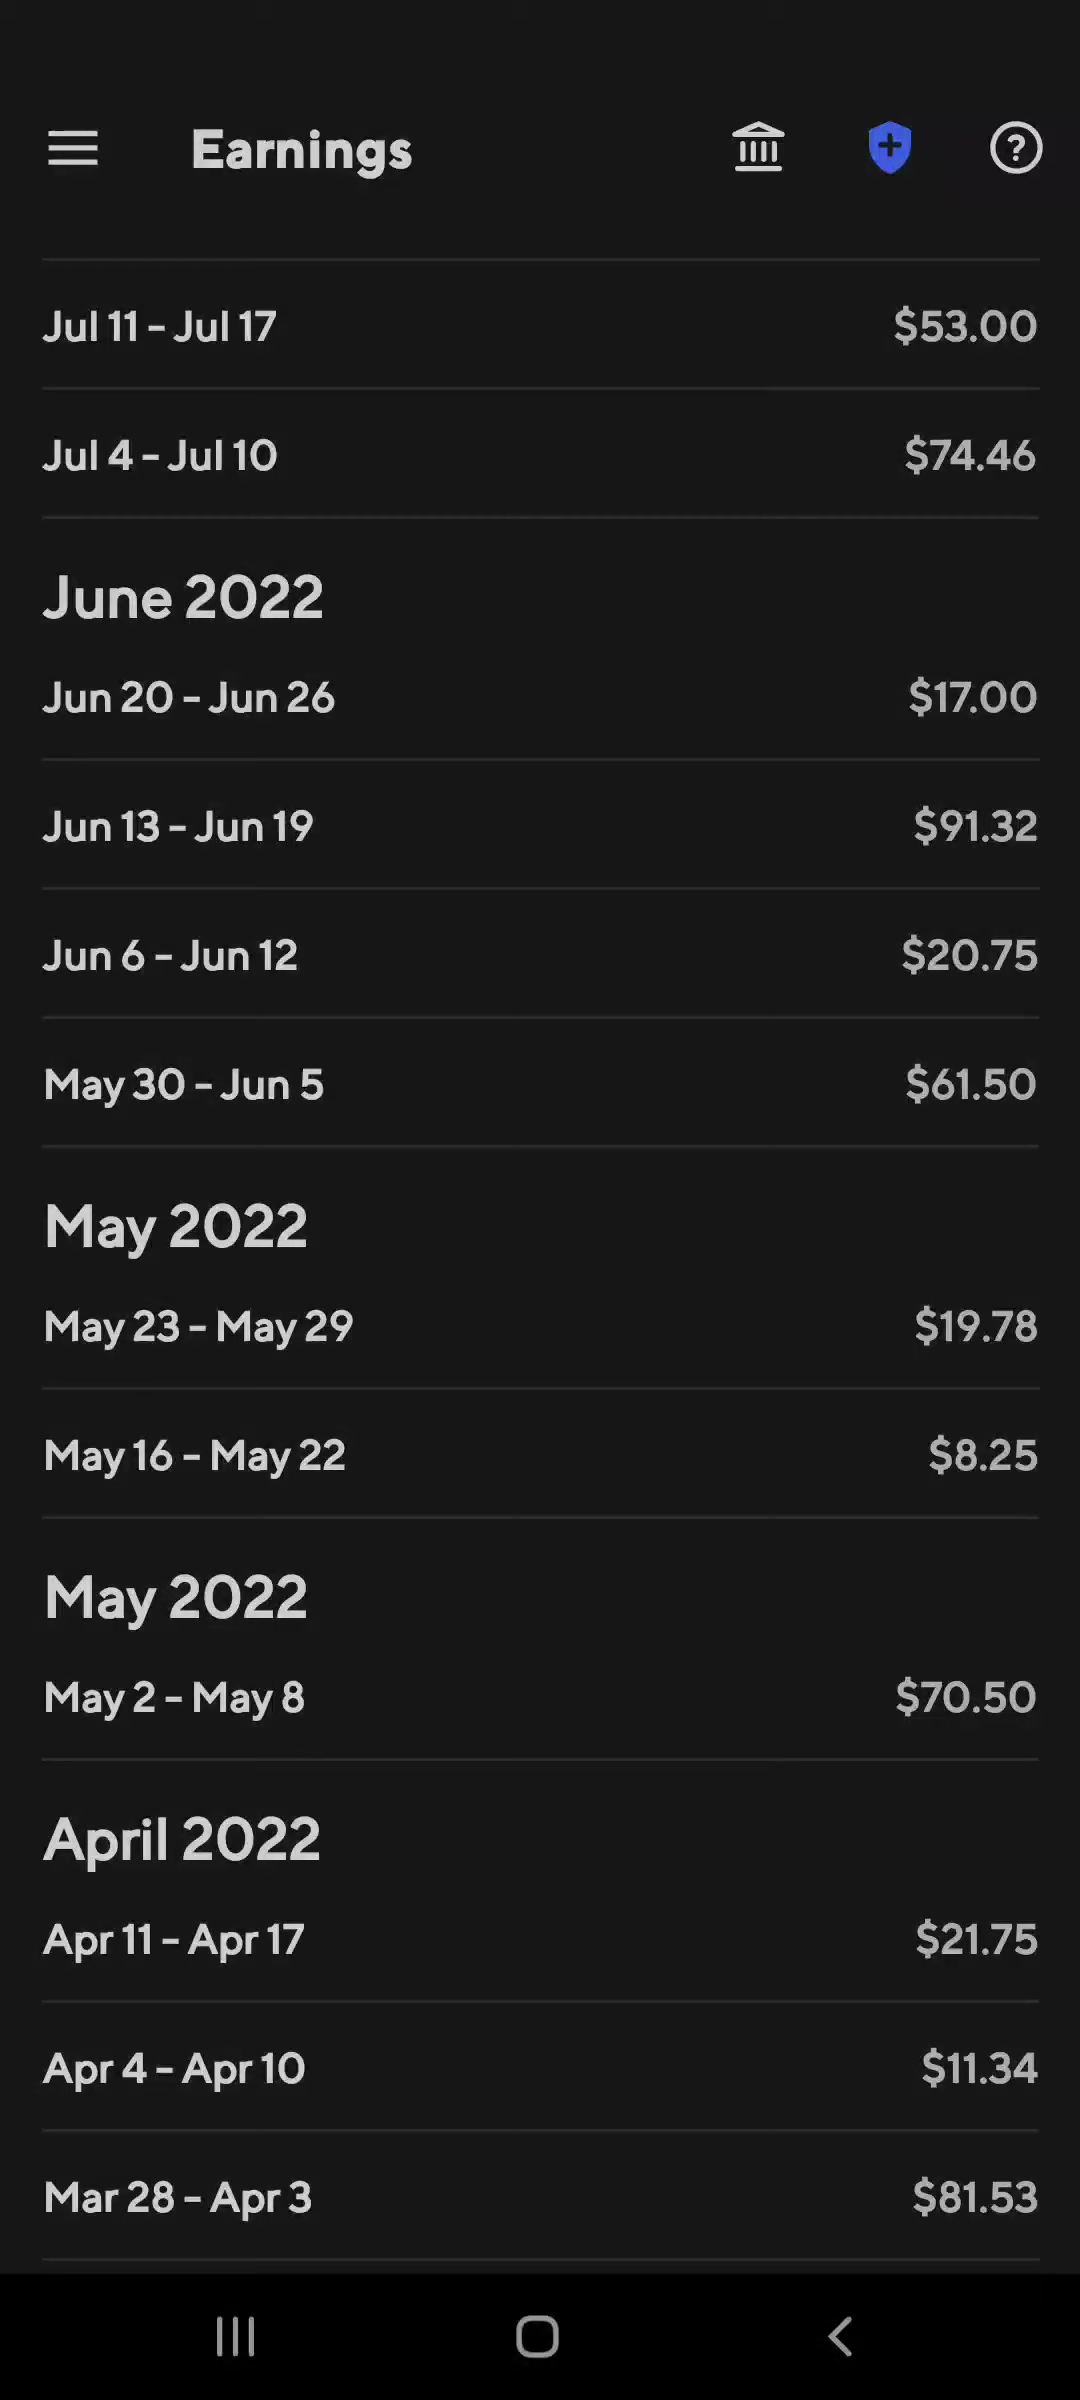 Earnings
Jul 11 - Jul 17 $53.00
Jul 4 - Jul 10 $74.46
June 2022
Jun 20 - Jun 26 $17.00
Jun 13 - Jun 19 $91.32
Jun 6 - Jun 12 $20.75
May 30 - Jun 5 $61.50
May 2022
May 23 - May 29 $19.78
May 16 - May 22 $8.25
May 2022
May 2 - May 8 $70.50
April 2022
Apr 11 - Apr 17 $21.75
Apr 4 - Apr 10 $11.34
Mar 28 - Apr 3 $81.53